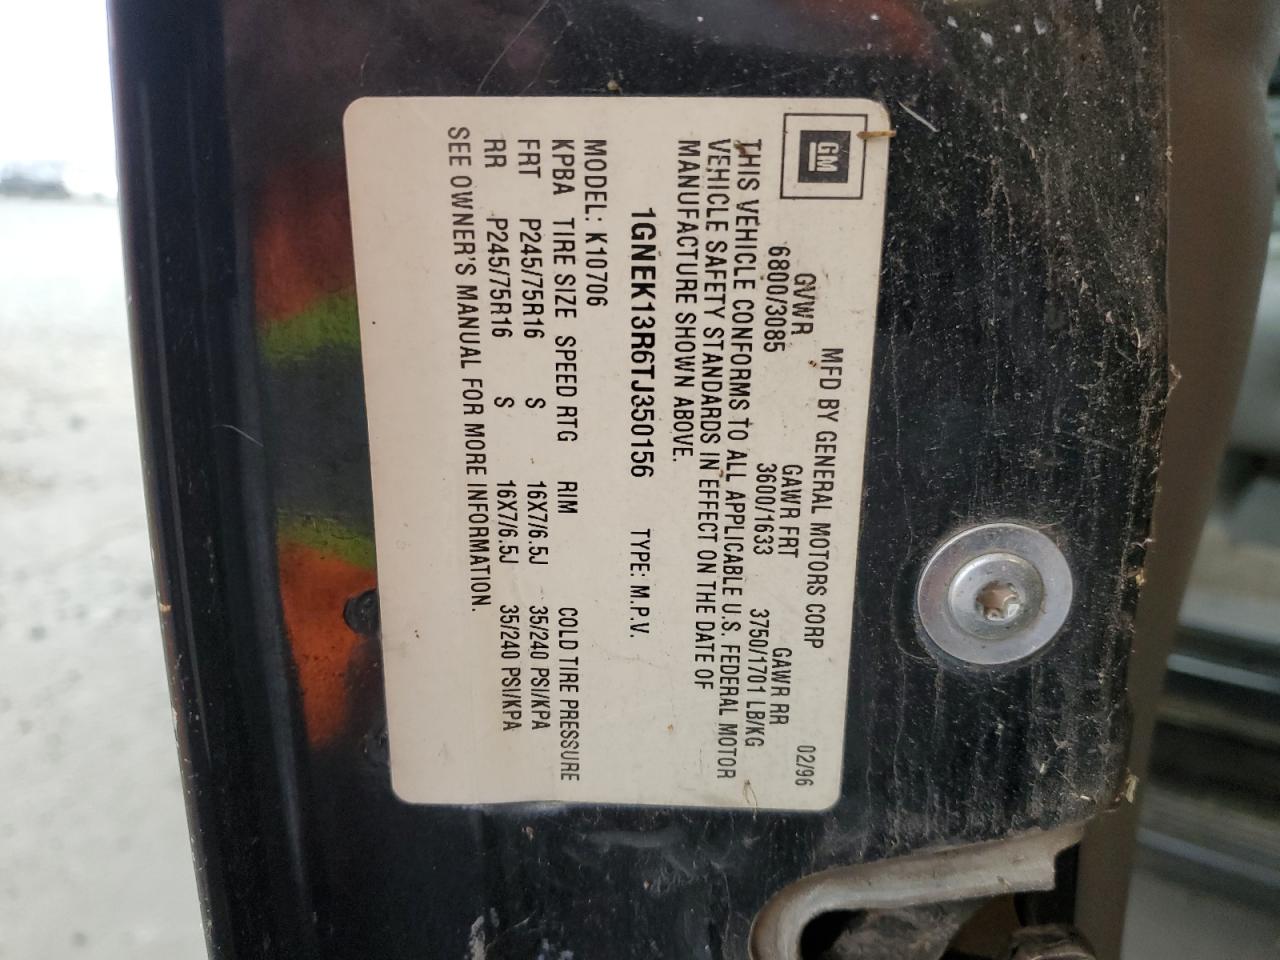 GM
MFD BY GENERAL MOTORS CORP 02/96
GVWR GAWR FRT GAWR RR
6800/3085 3600/1633 3750/1701 LB/KG
THIS VEHICLE CONFORMS TO ALL APPLICABLE U.S. FEDERAL MOTOR
VEHICLE SAFETY STANDARDS IN EFFECT ON THE DATE OF
MANUFACTURE SHOWN ABOVE.
1GNEK13R6TJ350156 TYPE: M.P.V.
MODEL: K10706
KPBA TIRE SIZE SPEED RTG RIM COLD TIRE PRESSURE
FRT P245/75R16 S 16X7/6.5J 35/240 PSI/KPA
RR P245/75R16 S 16X7/6.5J 35/240 PSI/KPA
SEE OWNER'S MANUAL FOR MORE INFORMATION.